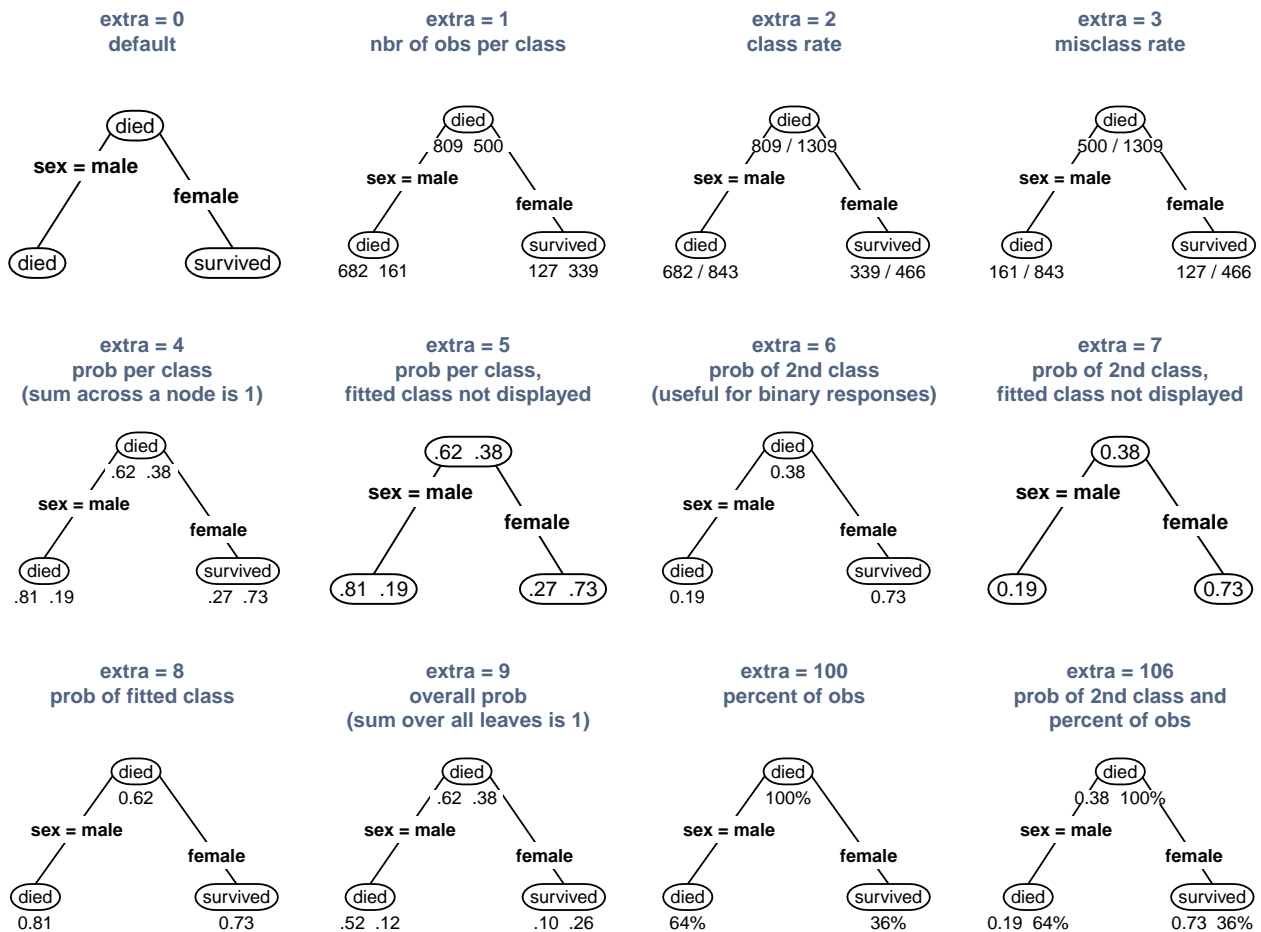 extra = 0
default
died
sex = male
female
died
survived
extra = 1
nbr of obs per class
died
809 500
sex = male
female
died
682 161
survived
127 339
extra = 2
class rate
died
809 / 1309
sex = male
female
died
682 / 843
survived
339 / 466
extra = 3
misclass rate
died
500 / 1309
sex = male
female
died
161 / 843
survived
127 / 466
extra = 4
prob per class
(sum across a node is 1)
died
.62 .38
sex = male
female
died
.81 .19
survived
.27 .73
extra = 5
prob per class,
fitted class not displayed
.62 .38
sex = male
female
.81 .19
.27 .73
extra = 6
prob of 2nd class
(useful for binary responses)
died
0.38
sex = male
female
died
0.19
survived
0.73
extra = 7
prob of 2nd class,
fitted class not displayed
0.38
sex = male
female
0.19
0.73
extra = 8
prob of fitted class
died
0.62
sex = male
female
died
0.81
survived
0.73
extra = 9
overall prob
(sum over all leaves is 1)
died
.62 .38
sex = male
female
died
.52 .12
survived
.10 .26
extra = 100
percent of obs
died
100%
sex = male
female
died
64%
survived
36%
extra = 106
prob of 2nd class and
percent of obs
died
0.38 100%
sex = male
female
died
0.19 64%
survived
0.73 36%